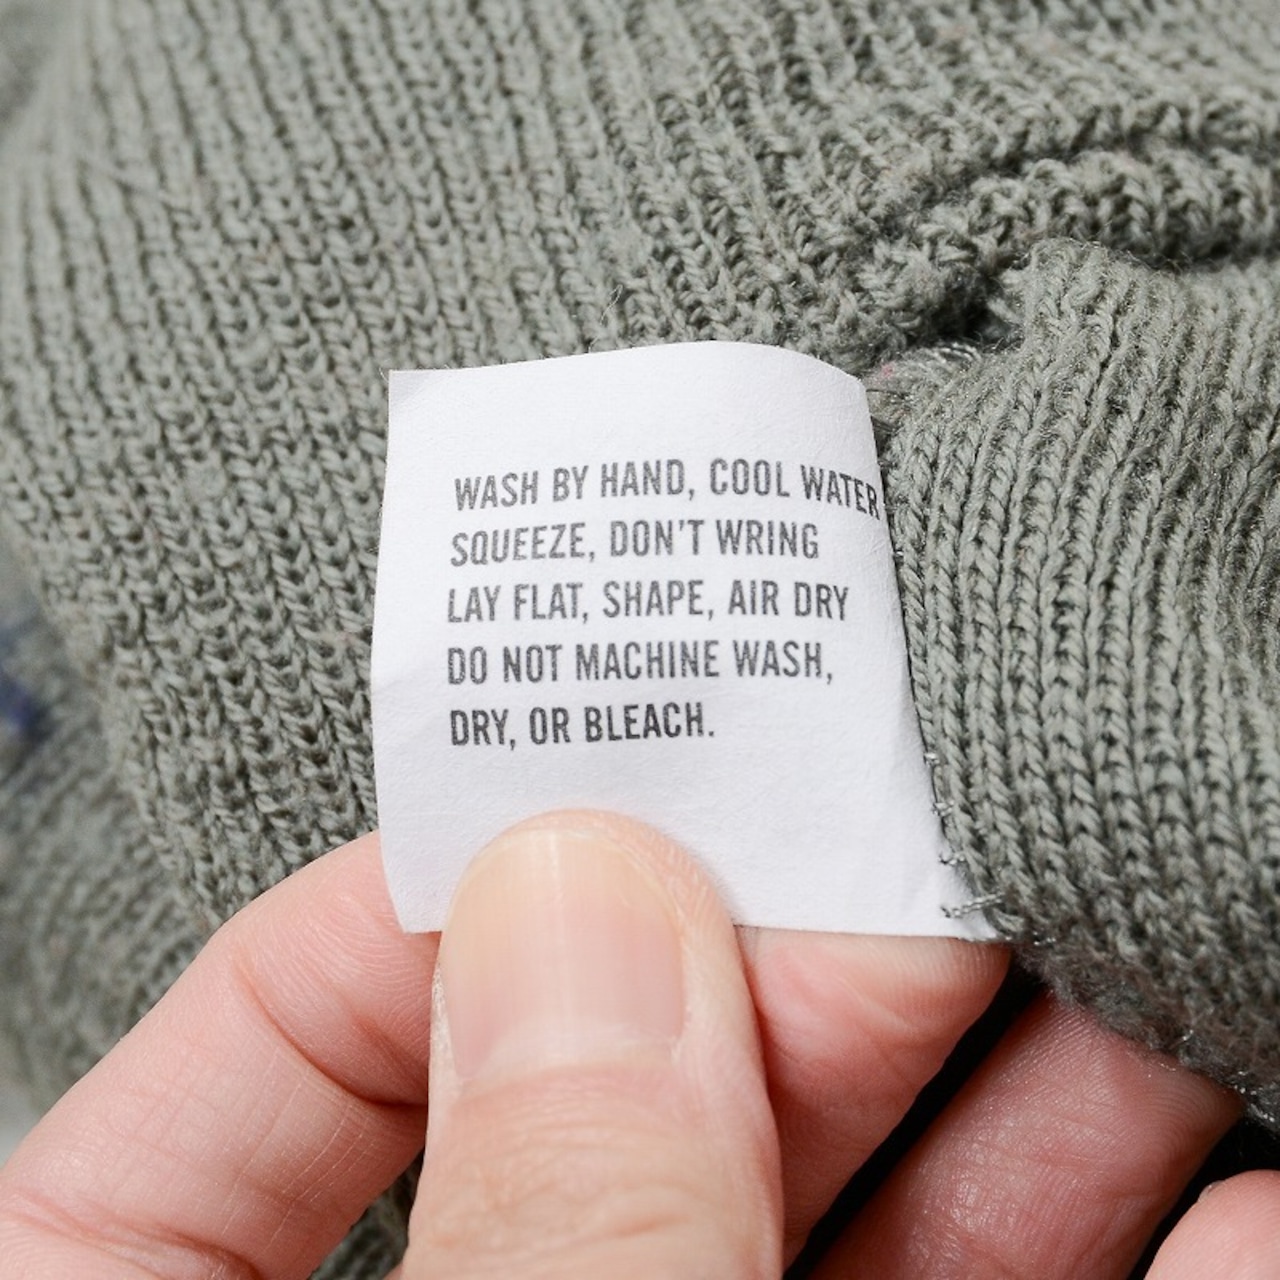 WASH BY HAND, COOL WATER
SQUEEZE, DON'T WRING
LAY FLAT, SHAPE, AIR DRY
DO NOT MACHINE WASH,
DRY, OR BLEACH.